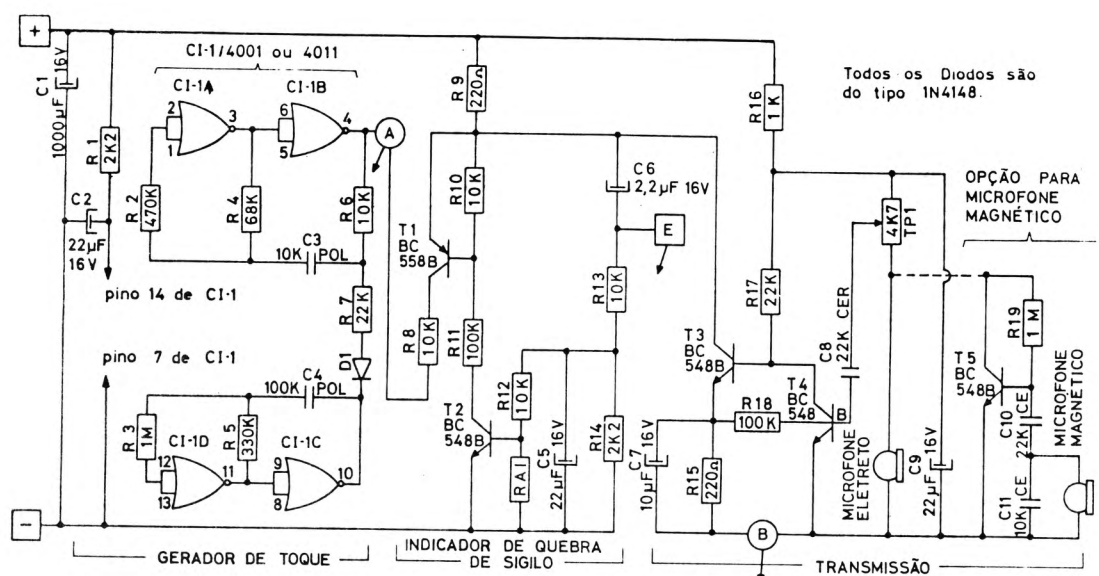 +
CI-1/4001 ou 4011
Todos os Diodos são
do tipo 1N4148.
C1
1000µF 16V
R1
2K2
CI-1A
2
1
3
CI-1B
6
5
4
A
R9
220Ω
R16
1K
C2
22µF
16V
R2
470K
R4
68K
R6
10K
C3
10K POL
pino 14 de CI-1
R7
22K
D1
pino 7 de CI-1
C4
100K POL
R3
1M
R5
330K
CI-1D
12
13
11
CI-1C
9
8
10
T1
BC
558B
R10
10K
R8
10K
R11
100K
T2
BC
548B
R12
10K
RAI
C5
22µF 16V
R13
10K
R14
2K2
C6
2,2µF 16V
E
T3
BC
548B
R17
22K
T4
BC
548
B
R18
100K
C7
10µF 16V
R15
220Ω
C8
22K CER
4K7
TP1
MICROFONE
ELETRETO
C9
22µF 16V
OPÇÃO PARA
MICROFONE
MAGNÉTICO
R19
1M
T5
BC
548B
C10
22K CE
C11
10K CE
MICROFONE
MAGNÉTICO
-
B
GERADOR DE TOQUE
INDICADOR DE QUEBRA
DE SIGILO
TRANSMISSÃO